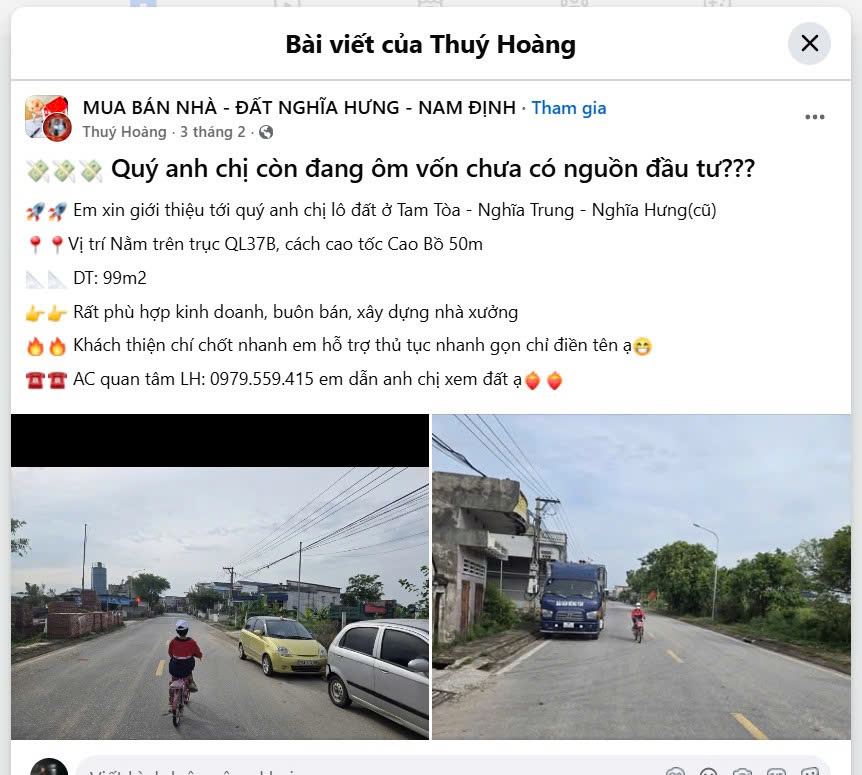 Bài viết của Thuý Hoàng
MUA BÁN NHÀ - ĐẤT NGHĨA HƯNG - NAM ĐỊNH · Tham gia
Thuý Hoàng · 3 tháng 2 ·
Quý anh chị còn đang ôm vốn chưa có nguồn đầu tư???
Em xin giới thiệu tới quý anh chị lô đất ở Tam Tòa - Nghĩa Trung - Nghĩa Hưng(cũ)
Vị trí Nằm trên trục QL37B, cách cao tốc Cao Bồ 50m
DT: 99m2
Rất phù hợp kinh doanh, buôn bán, xây dựng nhà xưởng
Khách thiện chí chốt nhanh em hỗ trợ thủ tục nhanh gọn chỉ điền tên ạ
AC quan tâm LH: 0979.559.415 em dẫn anh chị xem đất ạ